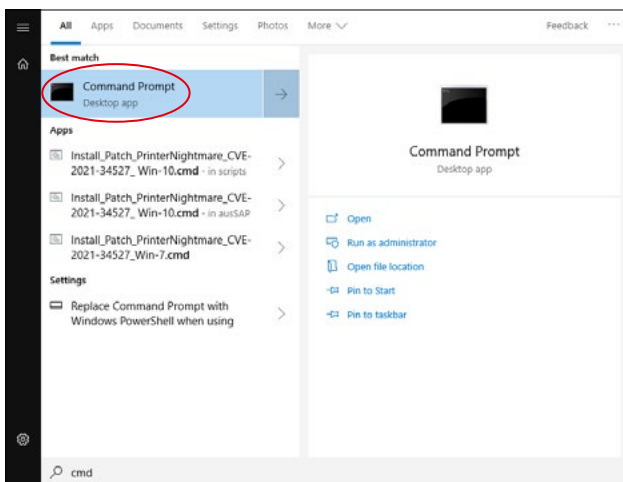 All Apps Documents Settings Photos More Feedback ...
Best match
Command Prompt
Desktop app
Apps
Install_Patch_PrinterNightmare_CVE-
2021-34527_ Win-10.cmd - in scripts
Install_Patch_PrinterNightmare_CVE-
2021-34527_ Win-10.cmd - in ausSAP
Install_Patch_PrinterNightmare_CVE-
2021-34527_Win-7.cmd
Settings
Replace Command Prompt with
Windows PowerShell when using
Command Prompt
Desktop app
Open
Run as administrator
Open file location
Pin to Start
Pin to taskbar
cmd